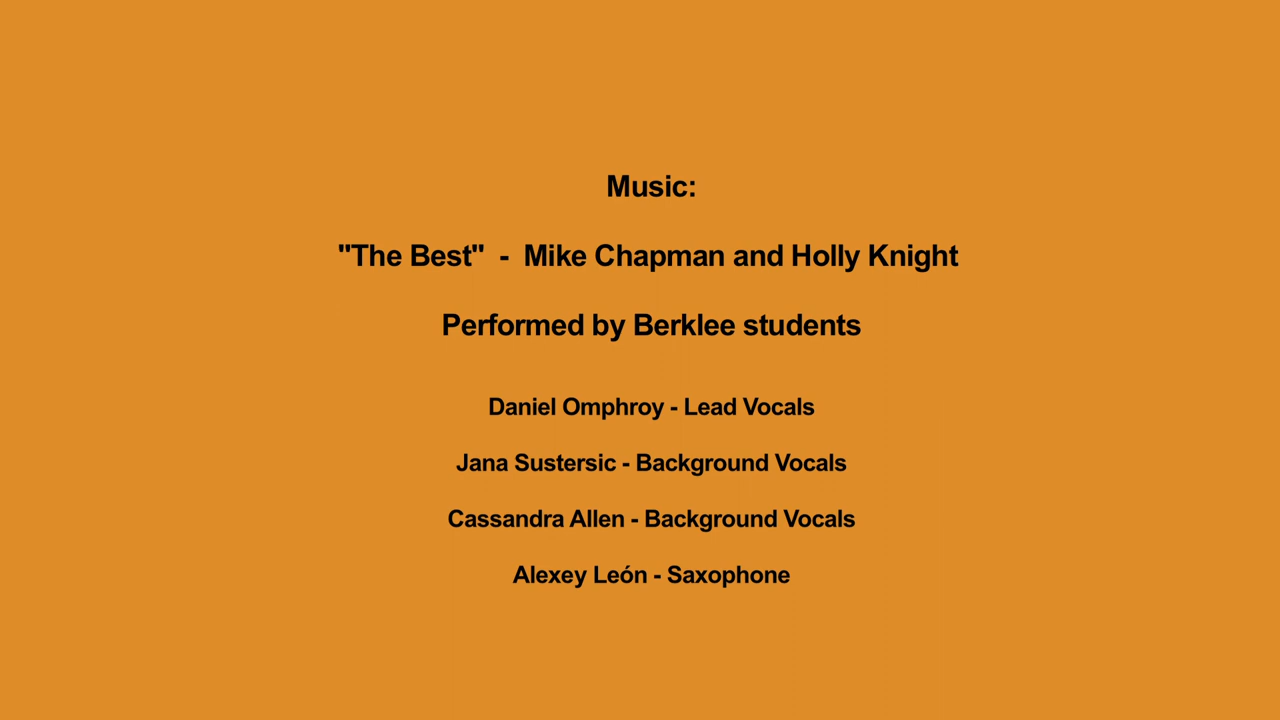 Music:
"The Best"  -  Mike Chapman and Holly Knight
Performed by Berklee students
Daniel Omphroy - Lead Vocals
Jana Sustersic - Background Vocals
Cassandra Allen - Background Vocals
Alexey León - Saxophone